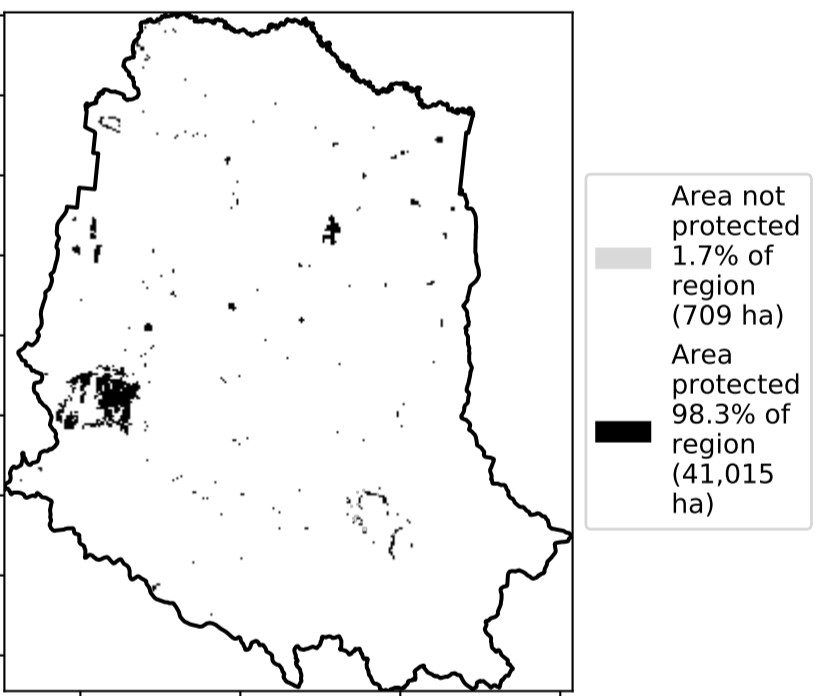 Area not
protected
1.7% of
region
(709 ha)
Area
protected
98.3% of
region
(41,015
ha)